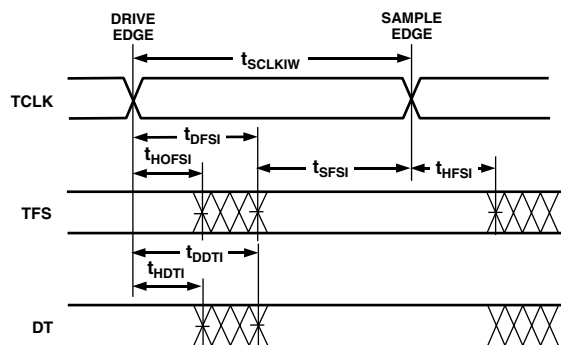 DRIVE
EDGE
SAMPLE
EDGE
tSCLKIW
TCLK
tDFSI
tHOFSI
tSFSI
tHFSI
TFS
tDDTI
tHDTI
DT